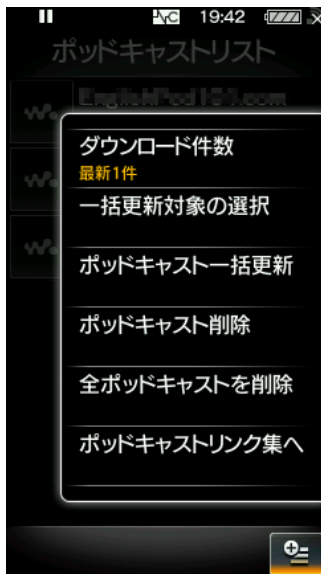 NC 19:42
ポッドキャストリスト
ダウンロード件数
最新1件
一括更新対象の選択
ポッドキャスト一括更新
ポッドキャスト削除
全ポッドキャストを削除
ポッドキャストリンク集へ